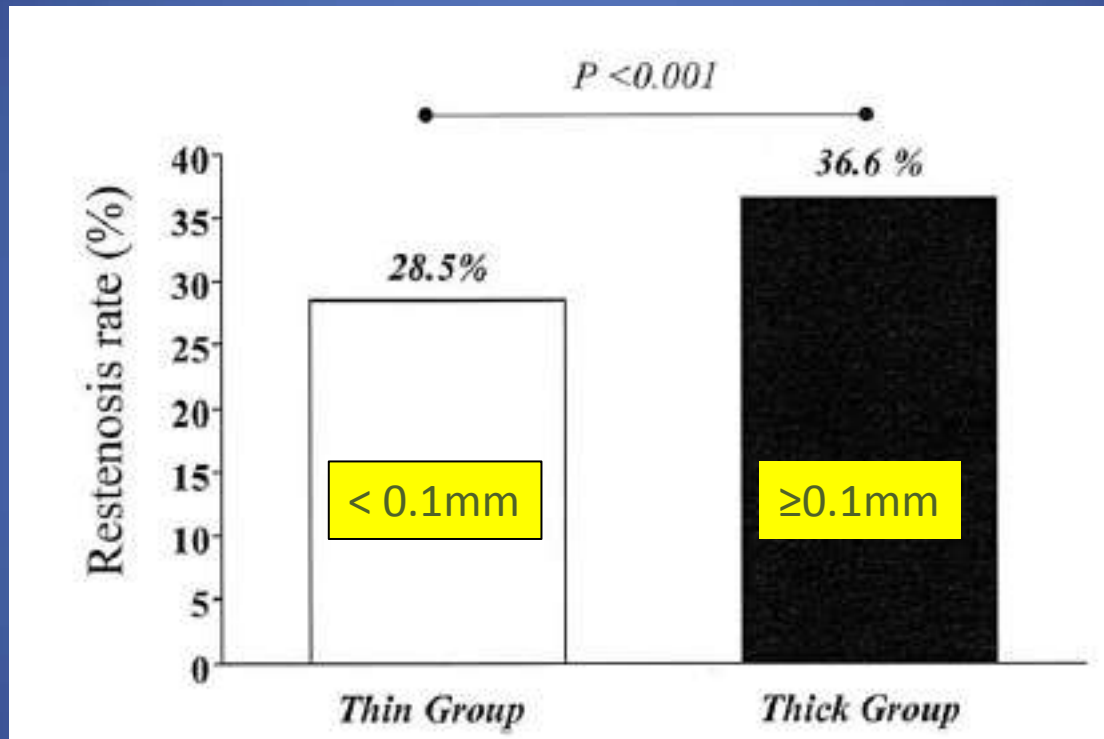 P <0.001
Restenosis rate (%)
40
35
30
25
20
15
10
5
0
28.5%
36.6 %
< 0.1mm
≥0.1mm
Thin Group
Thick Group